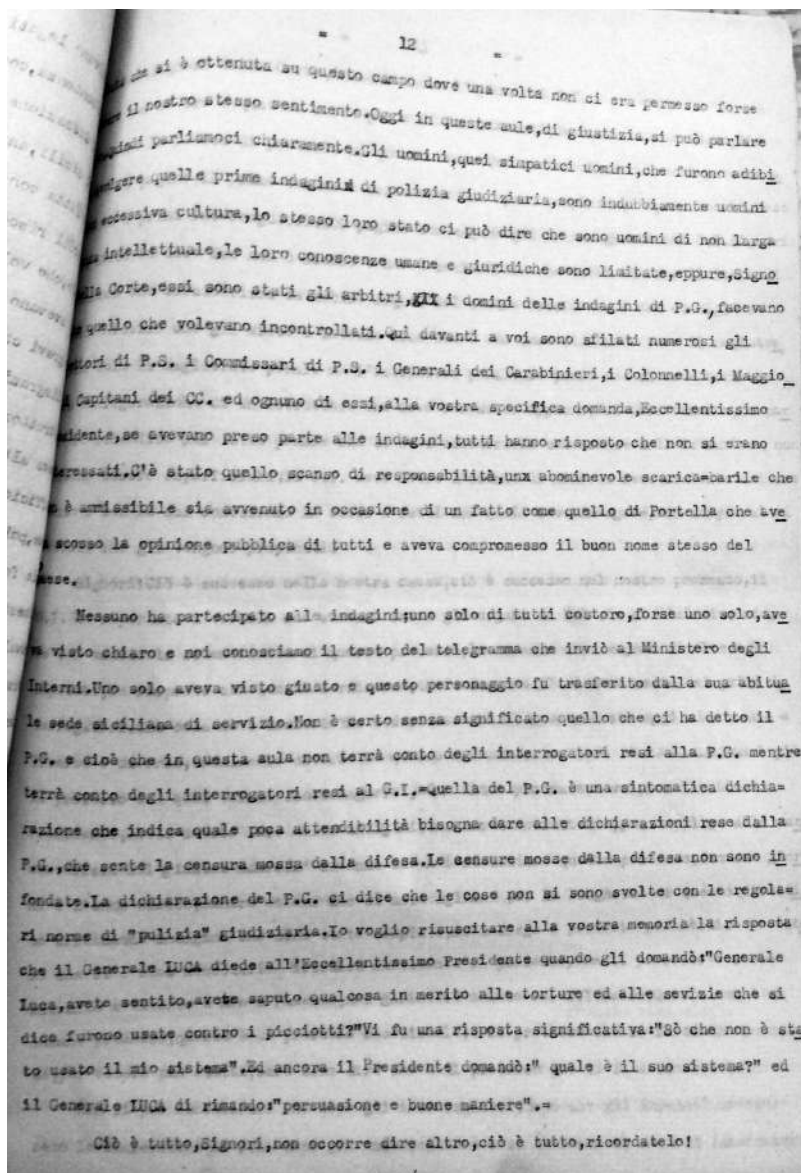 = 12 =
che si è ottenuta su questo campo dove una volta non ci era permesso forse
il nostro stesso sentimento.Oggi in queste aule,di giustizia,si può parlare
parliamoci chiaramente.Gli uomini,quei simpatici uomini,che furono adibi
quelle prime indagini di polizia giudiziaria,sono indubbiamente uomini
eccessiva cultura,lo stesso loro stato ci può dire che sono uomini di non larga
intellettuale,le loro conoscenze umane e giuridiche sono limitate,eppure,Signo
Corte,essi sono stati gli arbitri, i domini delle indagini di P.G.,facevano
quello che volevano incontrollati.Qui davanti a voi sono sfilati numerosi gli
di P.S. i Commissari di P.S. i Generali dei Carabinieri,i Colonnelli,i Maggio
Capitani dei CC. ed ognuno di essi,alla vostra specifica domanda,Eccellentissimo
idente,se avevano preso parte alle indagini,tutti hanno risposto che non si erano
eressati.C'è stato quello scanso di responsabilità,unx abominevole scarica=barile che
è ammissibile sia avvenuto in occasione di un fatto come quello di Portella che ave
scosso la opinione pubblica di tutti e aveva compromesso il buon nome stesso del
ese.
Nessuno ha partecipato alle indagini;uno solo di tutti costoro,forse uno solo,ave
va visto chiaro e noi conosciamo il testo del telegramma che inviò al Ministero degli
Interni.Uno solo aveva visto giusto e questo personaggio fu trasferito dalla sua abitua
le sede siciliana di servizio.Non è certo senza significato quello che ci ha detto il
P.G. e cioè che in questa aula non terrà conto degli interrogatori resi alla P.G. mentre
terrà conto degli interrogatori resi al G.I.=Quella del P.G. è una sintomatica dichia=
razione che indica quale poca attendibilità bisogna dare alle dichiarazioni rese dalla
P.G.,che sente la censura mossa dalla difesa.Le censure mosse dalla difesa non sono in
fondate.La dichiarazione del P.G. ci dice che le cose non si sono svolte con le regola=
ri norme di "pulizia" giudiziaria.Io voglio risuscitare alla vostra memoria la risposta
che il Generale LUCA diede all'Eccellentissimo Presidente quando gli domandò:"Generale
Luca,avete sentito,avete saputo qualcosa in merito alle torture ed alle sevizie che si
dice furono usate contro i picciotti?"Vi fu una risposta significativa:"Sò che non è sta
to usato il mio sistema".Ed ancora il Presidente domandò:" quale è il suo sistema?" ed
il Generale LUCA di rimando:"persuasione e buone maniere".=
Ciò è tutto,Signori,non occorre dire altro,ciò è tutto,ricordatelo!